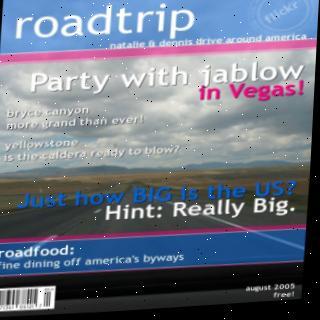 roadtrip
flickr
natalie & dennis drive around america
Party with jablow
in Vegas!
bryce canyon
more grand than ever!
yellowstone
is the caldera ready to blow?
Just how BIG is the US?
Hint: Really Big.
roadfood:
fine dining off america's byways
august 2005
free!